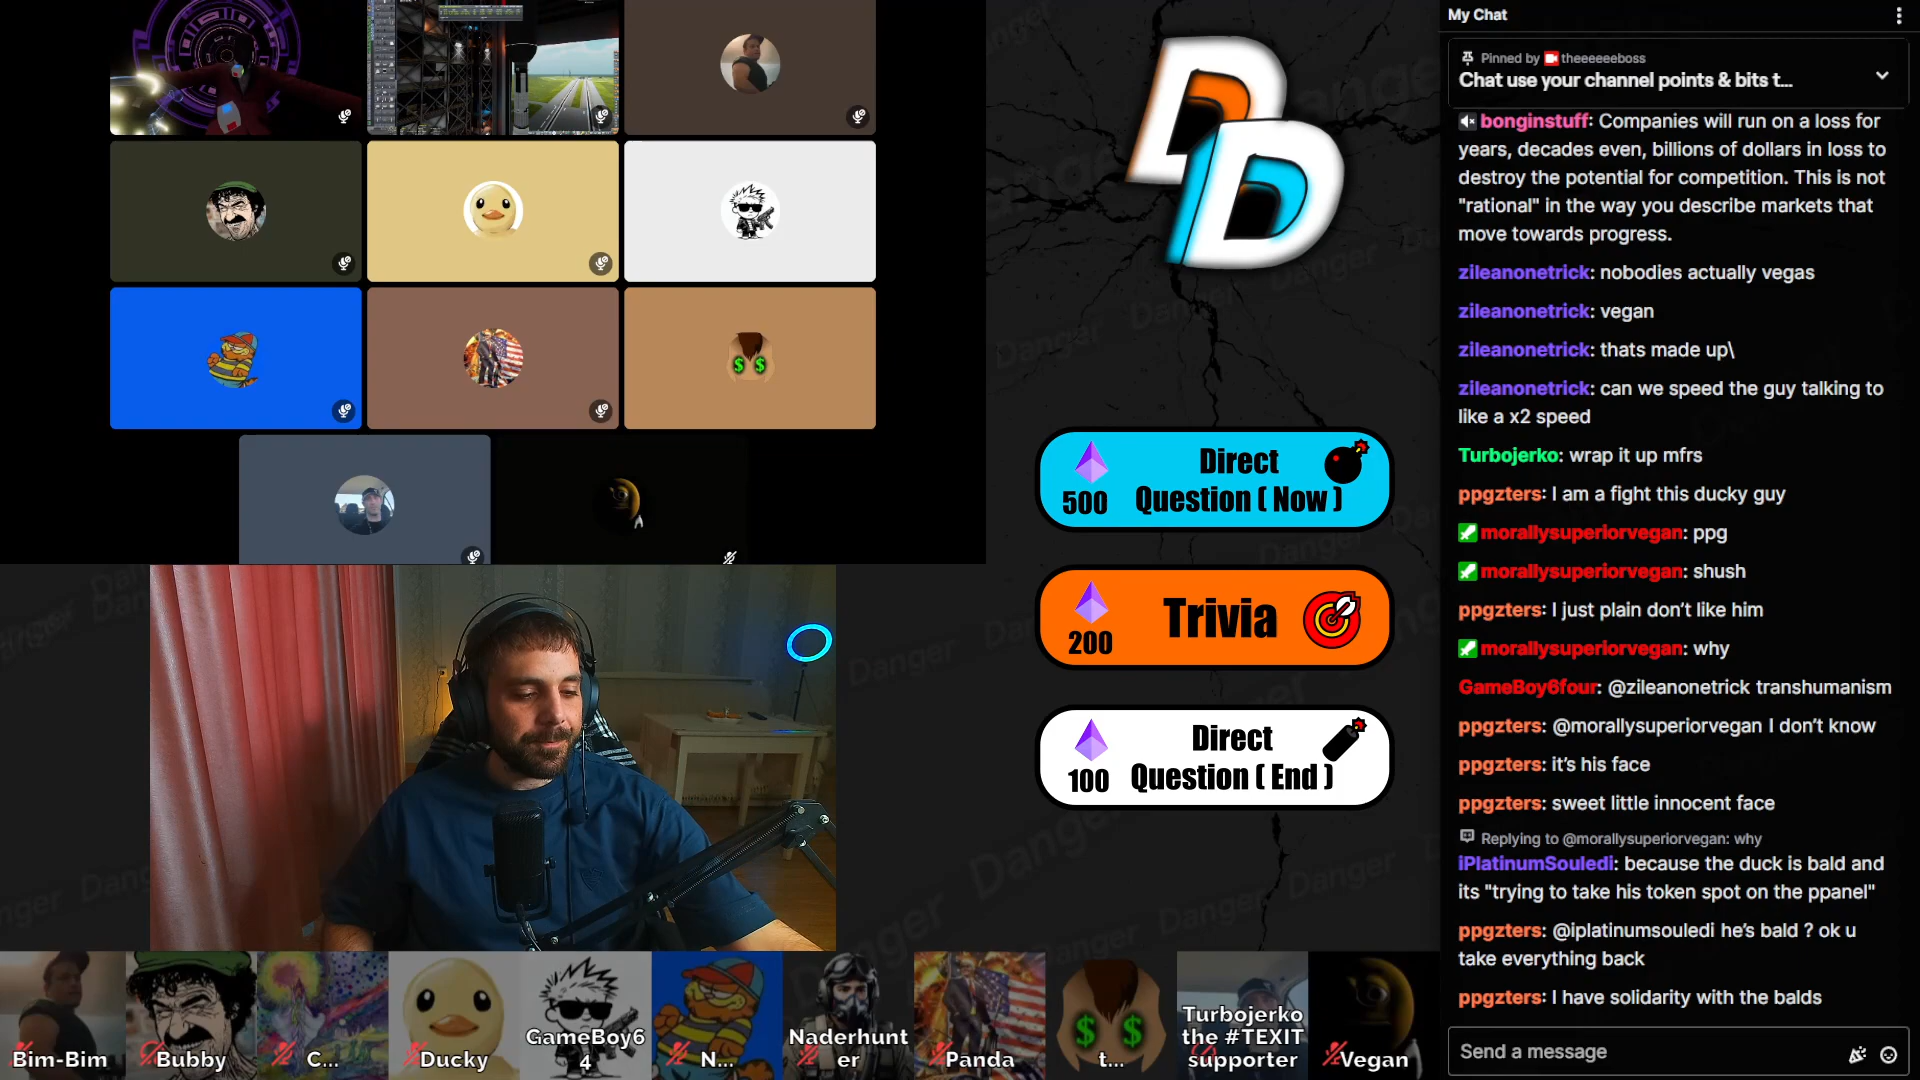 My Chat
Pinned by theeeeeeboss
Chat use your channel points & bits t...
bonginstuff: Companies will run on a loss for
years, decades even, billions of dollars in loss to
destroy the potential for competition. This is not
"rational" in the way you describe markets that
move towards progress.
zileanonetrick: nobodies actually vegas
zileanonetrick: vegan
zileanonetrick: thats made up\
zileanonetrick: can we speed the guy talking to
like a x2 speed
Turbojerko: wrap it up mfrs
ppgzters: I am a fight this ducky guy
morallysuperiorvegan: ppg
morallysuperiorvegan: shush
ppgzters: I just plain don't like him
morallysuperiorvegan: why
GameBoy6four: @zileanonetrick transhumanism
ppgzters: @morallysuperiorvegan I don't know
ppgzters: it's his face
ppgzters: sweet little innocent face
Replying to @morallysuperiorvegan: why
iPlatinumSouledi: because the duck is bald and
its "trying to take his token spot on the ppanel"
ppgzters: @iplatinumsouledi he's bald ? ok u
take everything back
ppgzters: I have solidarity with the balds
Send a message
DD
500
Direct
Question ( Now )
200
Trivia
100
Direct
Question ( End )
Danger
Bim-Bim
Bubby
C...
Ducky
GameBoy6
4
N...
Naderhunt
er
Panda
t...
Turbojerko
the #TEXIT
supporter
Vegan